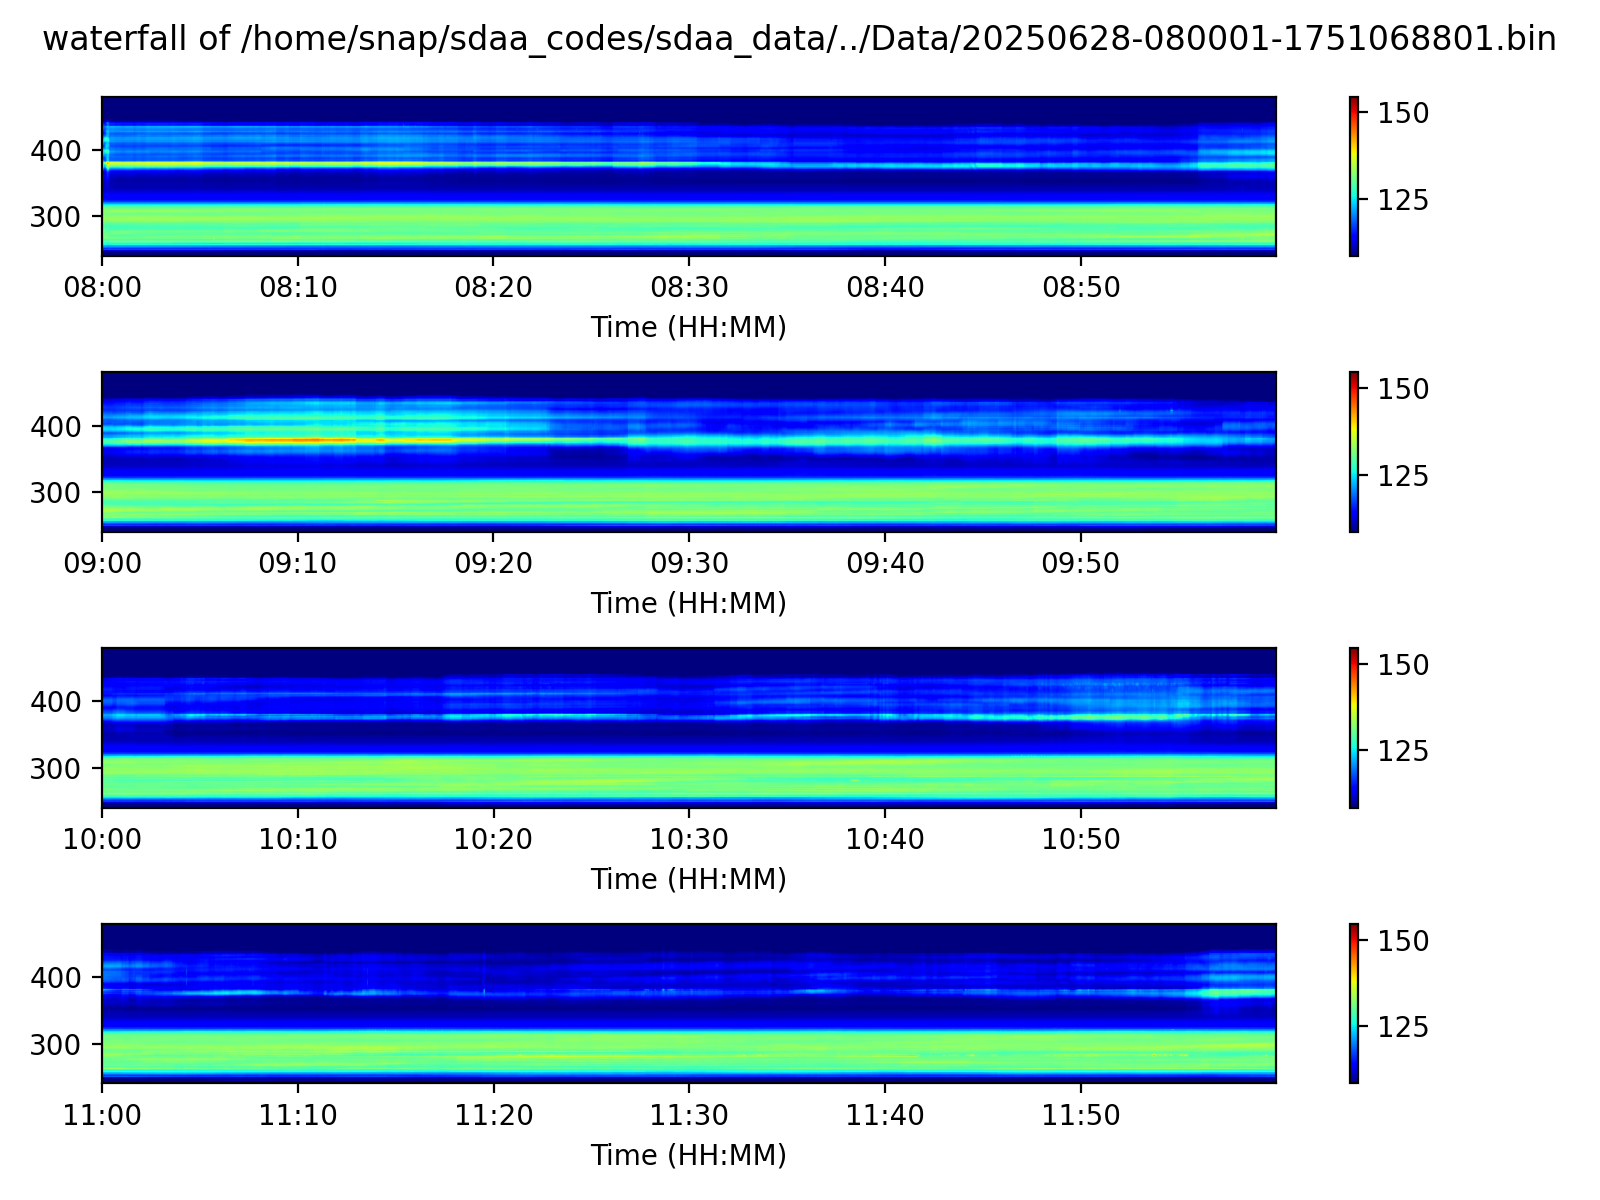 waterfall of /home/snap/sdaa_codes/sdaa_data/../Data/20250628-080001-1751068801.bin
400
300
150
125
08:00 08:10 08:20 08:30 08:40 08:50
Time (HH:MM)
400
300
150
125
09:00 09:10 09:20 09:30 09:40 09:50
Time (HH:MM)
400
300
150
125
10:00 10:10 10:20 10:30 10:40 10:50
Time (HH:MM)
400
300
150
125
11:00 11:10 11:20 11:30 11:40 11:50
Time (HH:MM)